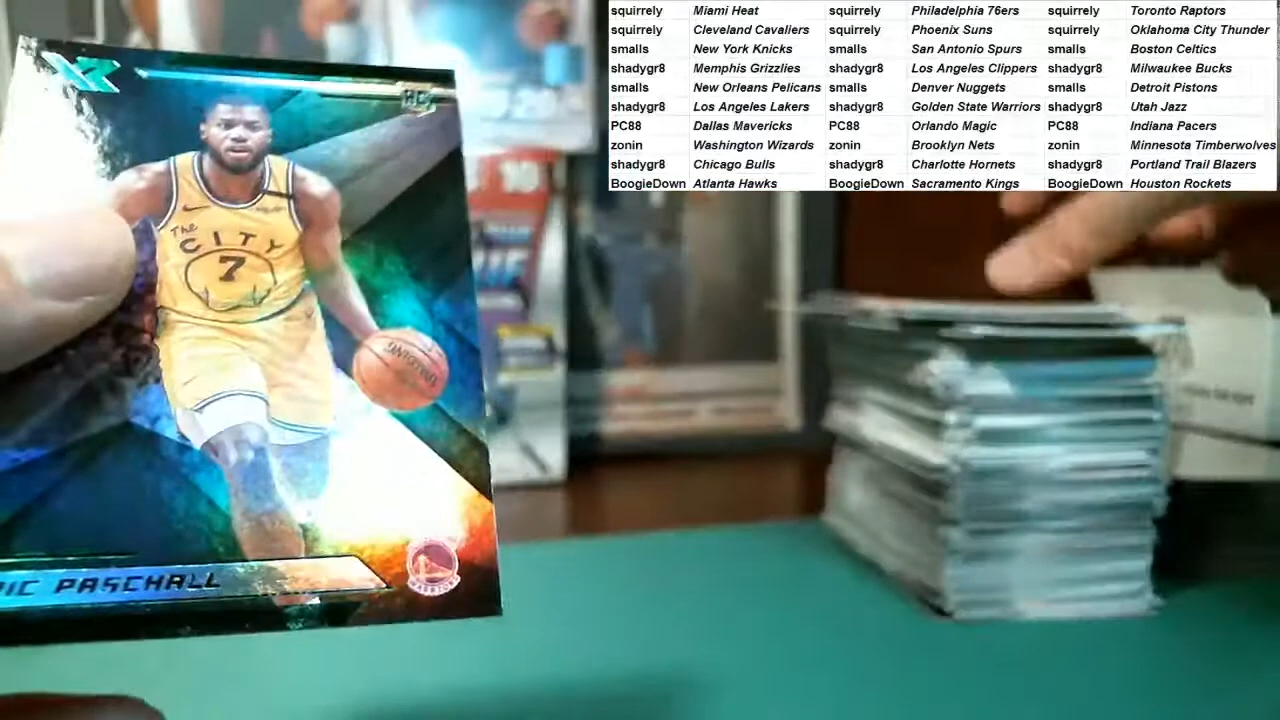 squirrely Miami Heat squirrely Philadelphia 76ers squirrely Toronto Raptors
squirrely Cleveland Cavaliers squirrely Phoenix Suns squirrely Oklahoma City Thunder
smalls New York Knicks smalls San Antonio Spurs smalls Boston Celtics
shadygr8 Memphis Grizzlies shadygr8 Los Angeles Clippers shadygr8 Milwaukee Bucks
smalls New Orleans Pelicans smalls Denver Nuggets smalls Detroit Pistons
shadygr8 Los Angeles Lakers shadygr8 Golden State Warriors shadygr8 Utah Jazz
PC88 Dallas Mavericks PC88 Orlando Magic PC88 Indiana Pacers
zonin Washington Wizards zonin Brooklyn Nets zonin Minnesota Timberwolves
shadygr8 Chicago Bulls shadygr8 Charlotte Hornets shadygr8 Portland Trail Blazers
BoogieDown Atlanta Hawks BoogieDown Sacramento Kings BoogieDown Houston Rockets
XR
RC
The
CITY
7
SPALDING
IC PASCHALL
WARRIORS